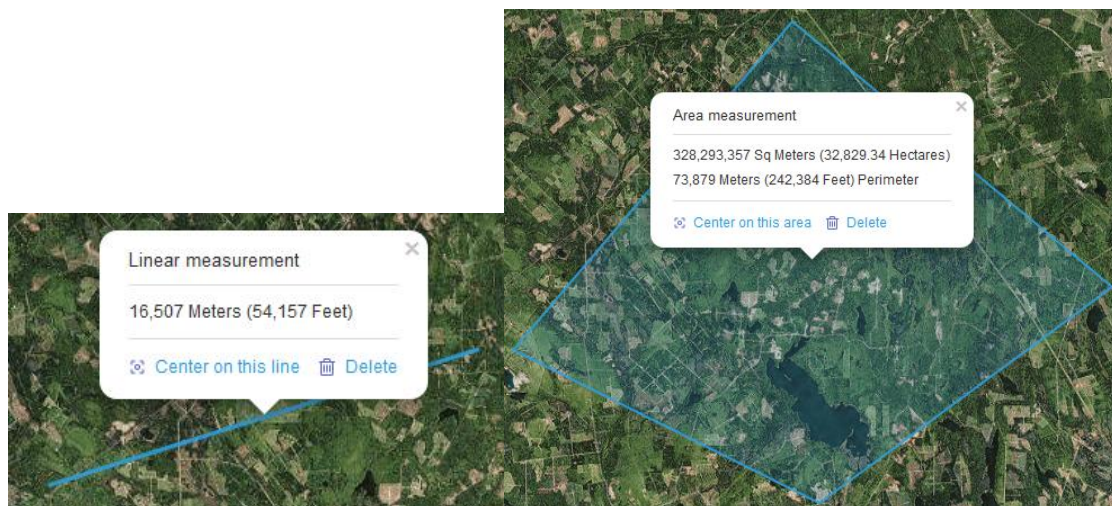 Linear measurement
16,507 Meters (54,157 Feet)
Center on this line Delete
Area measurement
328,293,357 Sq Meters (32,829.34 Hectares)
73,879 Meters (242,384 Feet) Perimeter
Center on this area Delete